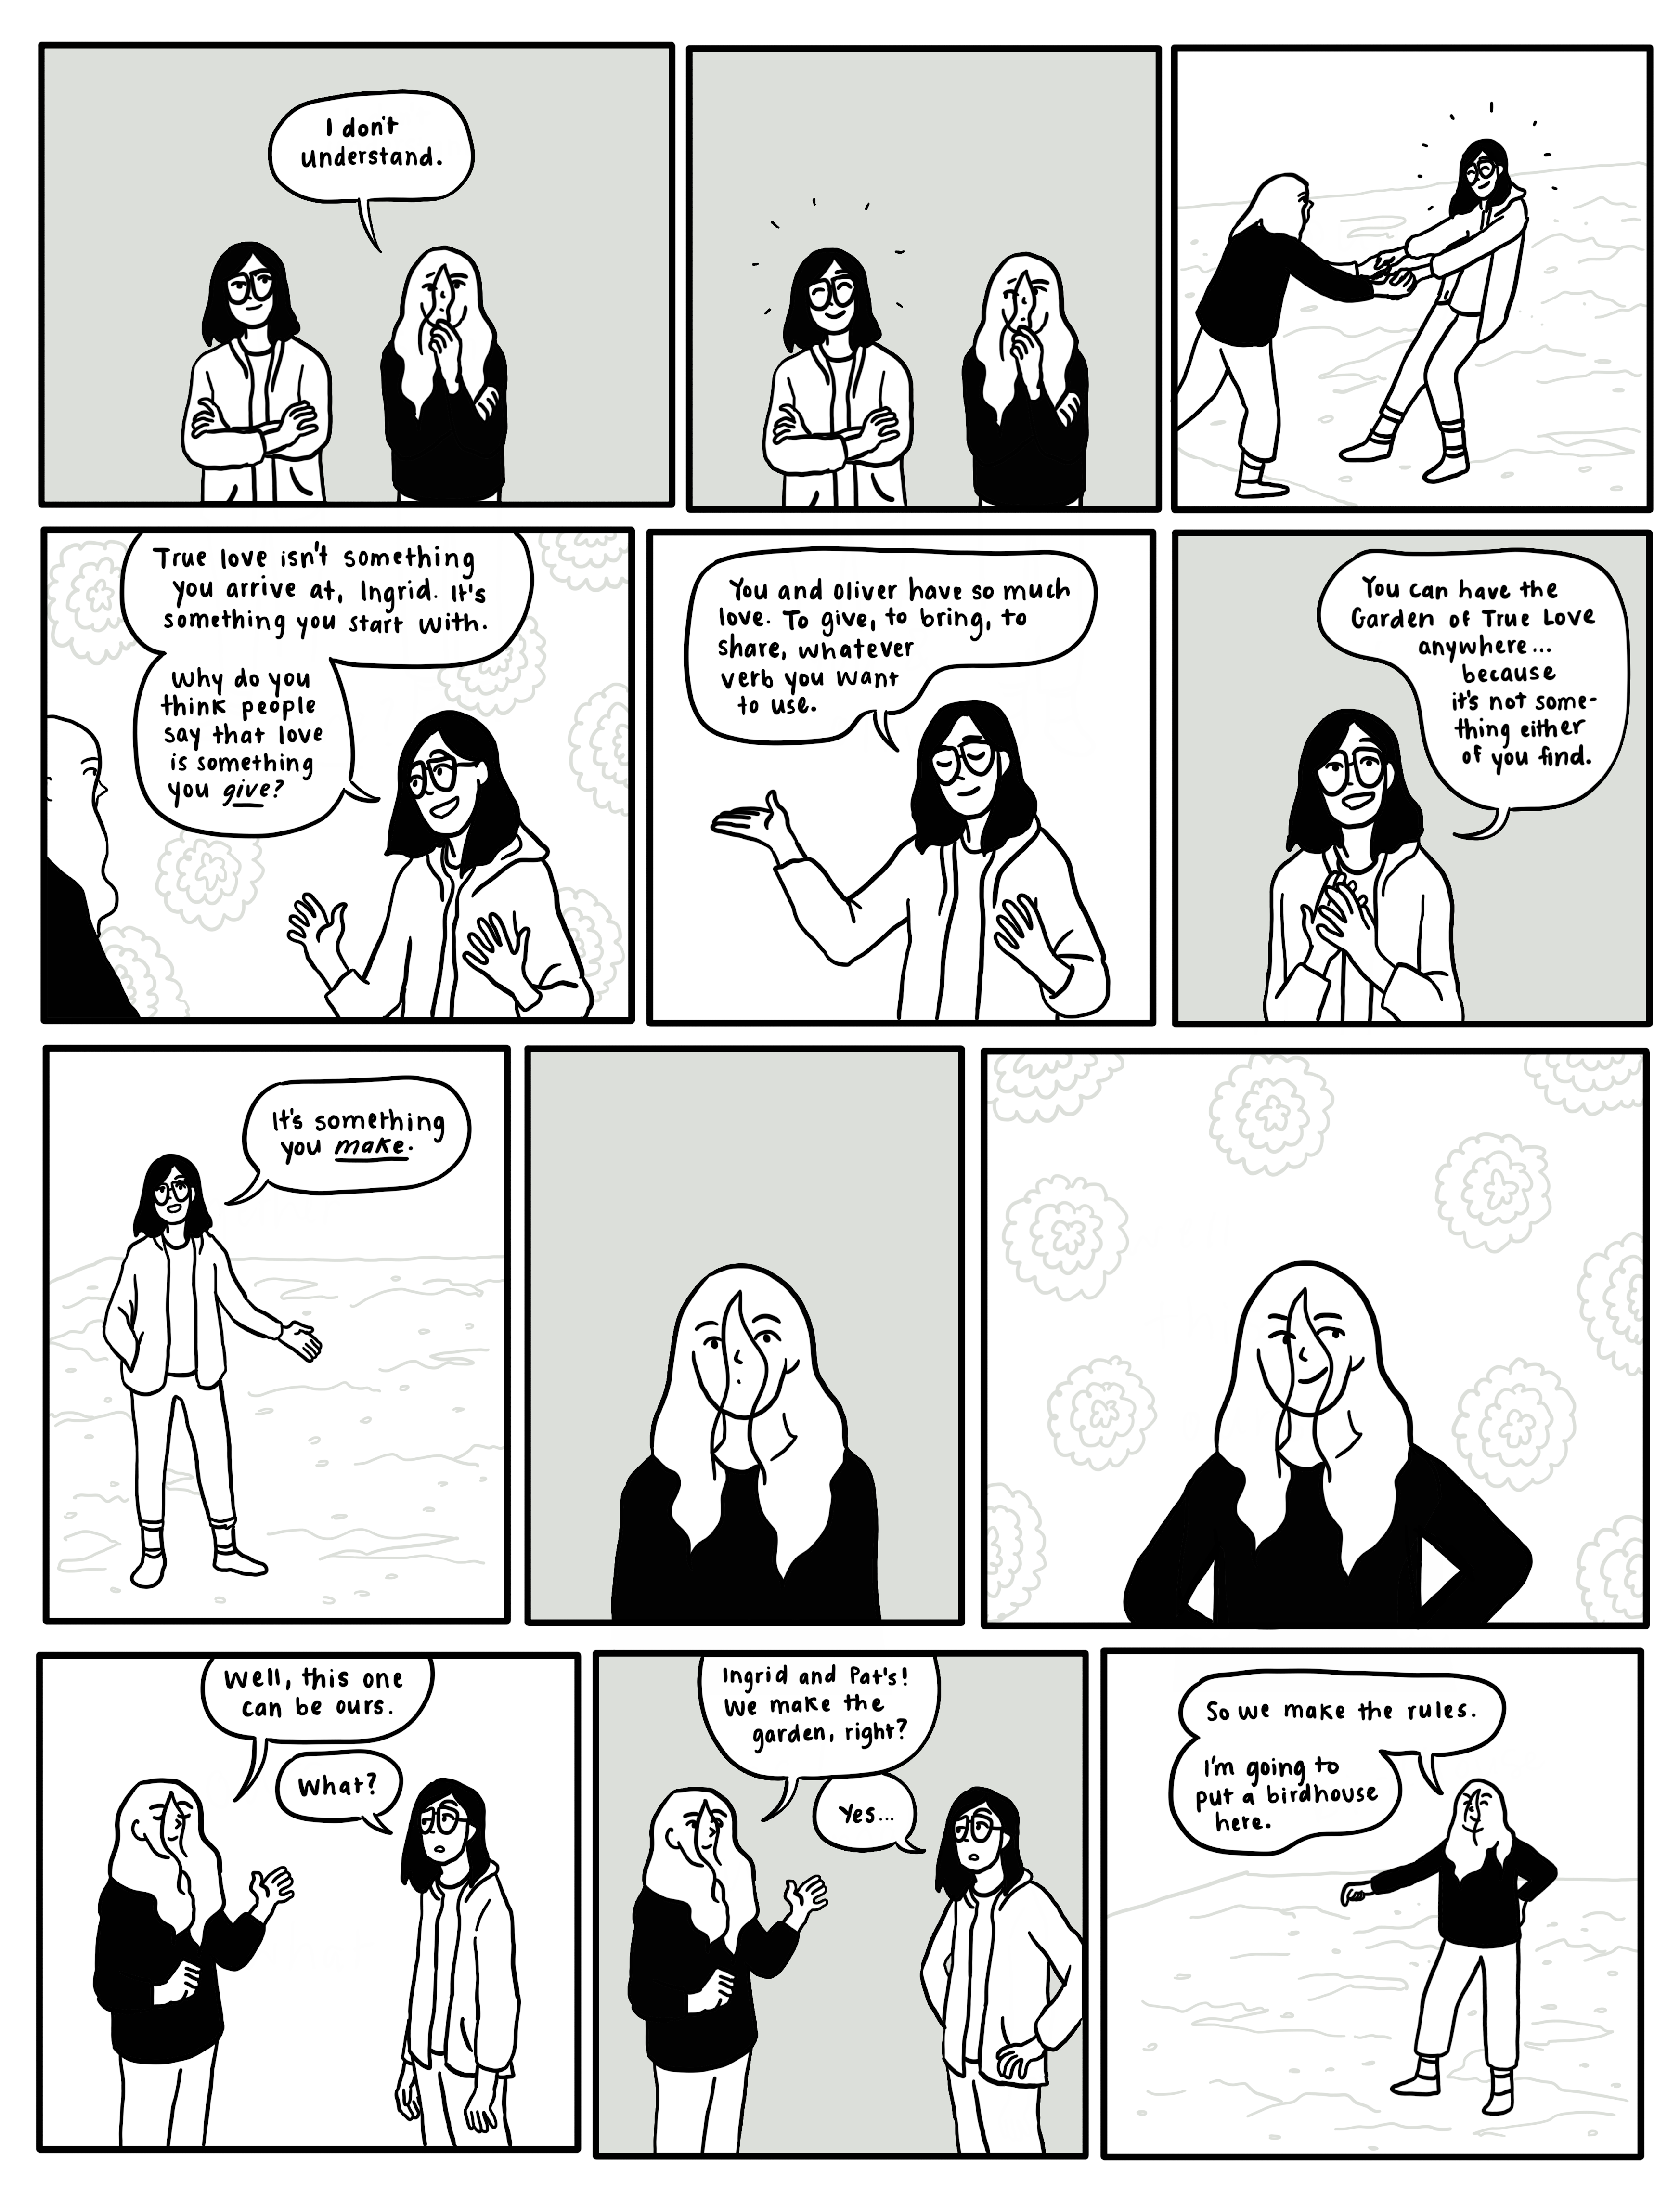 I don't
understand.
True love isn't something
you arrive at, Ingrid. It's
something you start with.
Why do you
think people
say that love
is something
you give?
You and Oliver have so much
love. To give, to bring, to
share, whatever
verb you want
to use.
You can have the
Garden of True Love
anywhere...
because
it's not some-
thing either
of you find.
It's something
you make.
Well, this one
can be ours.
What?
Ingrid and Pat's!
We make the
garden, right?
Yes...
So we make the rules.
I'm going to
put a birdhouse
here.